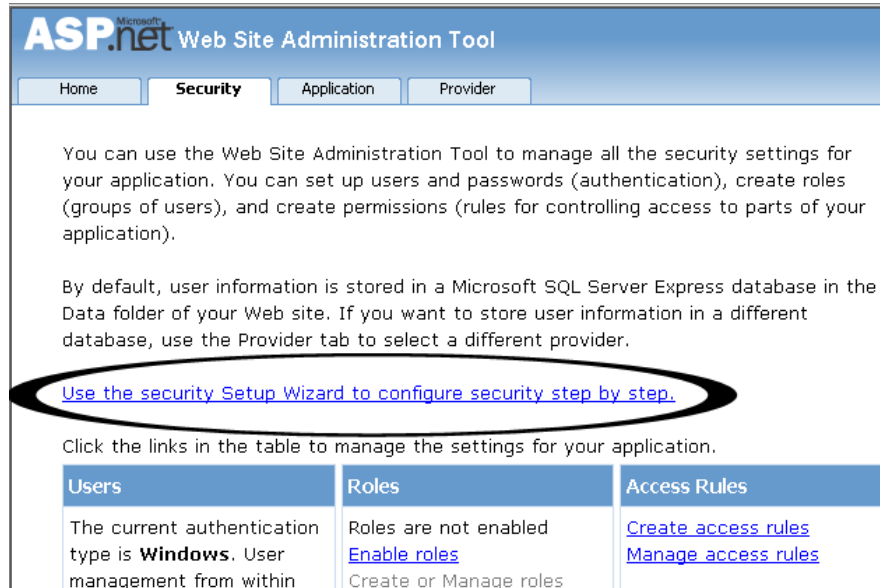 Microsoft
ASP.net Web Site Administration Tool
Home Security Application Provider
You can use the Web Site Administration Tool to manage all the security settings for
your application. You can set up users and passwords (authentication), create roles
(groups of users), and create permissions (rules for controlling access to parts of your
application).
By default, user information is stored in a Microsoft SQL Server Express database in the
Data folder of your Web site. If you want to store user information in a different
database, use the Provider tab to select a different provider.
Use the security Setup Wizard to configure security step by step.
Click the links in the table to manage the settings for your application.
Users Roles Access Rules
The current authentication Roles are not enabled Create access rules
type is Windows. User Enable roles Manage access rules
management from within Create or Manage roles